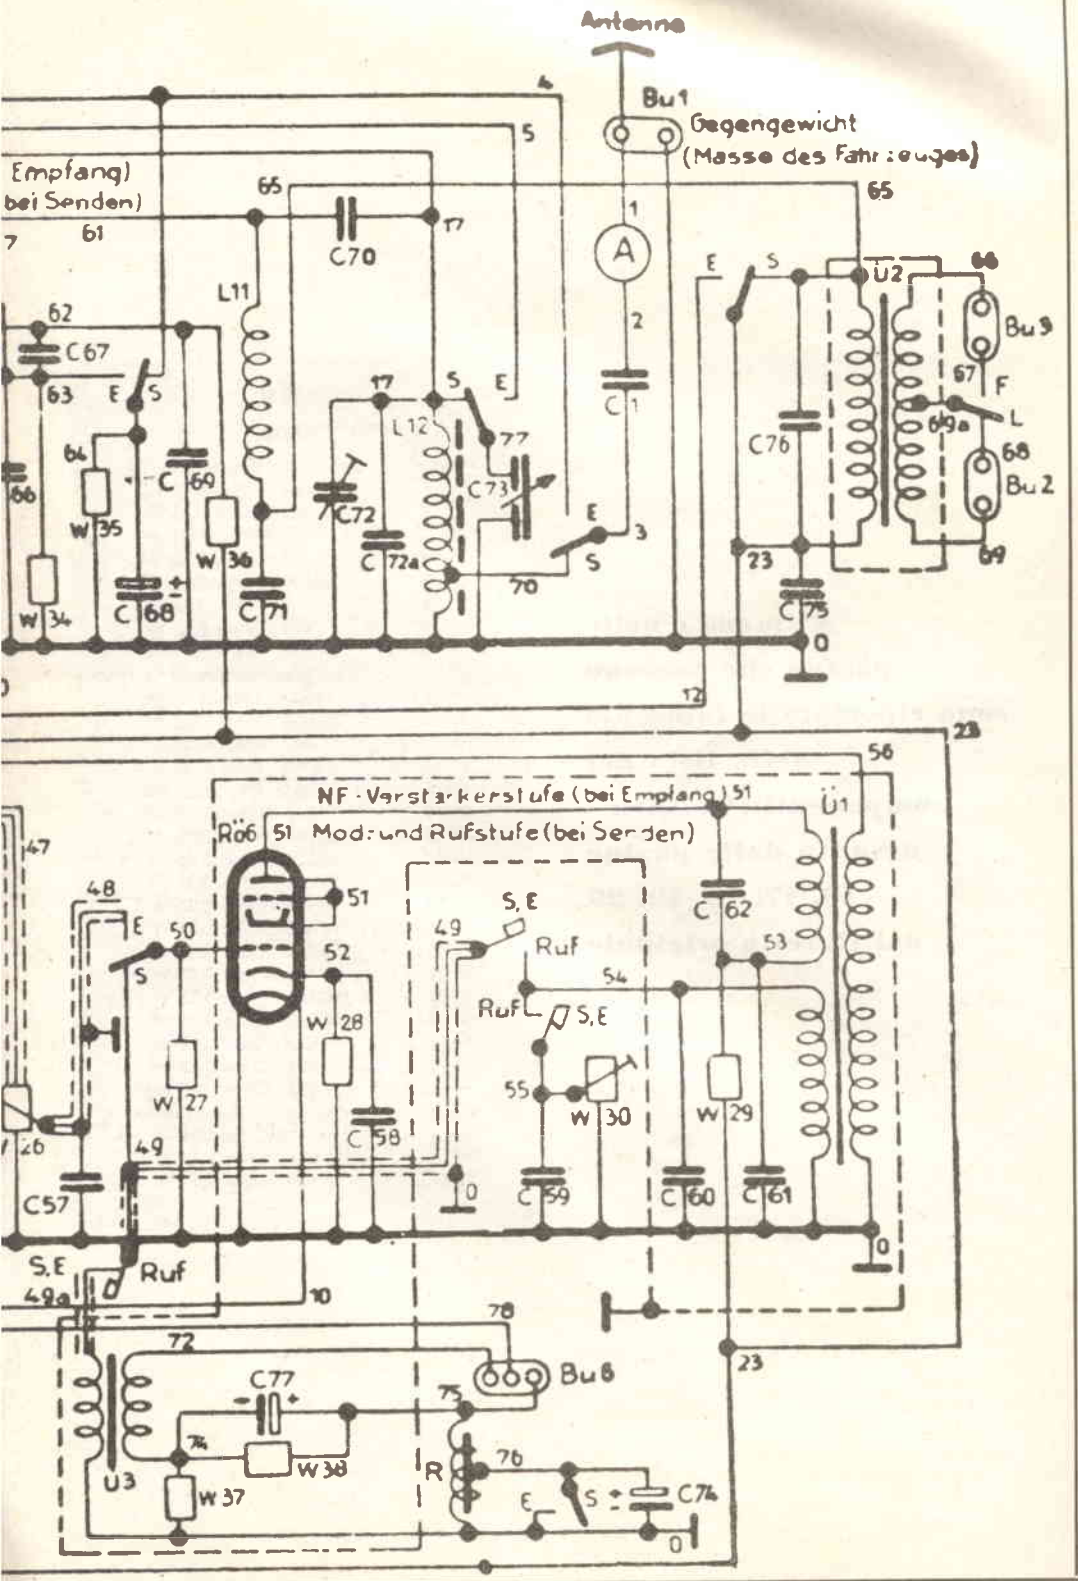 Antenne
4
Bu1
5
Gegengewicht
(Masse des Fahrzeuges)
Empfang)
bei Senden)
65
65
7
61
17
1
C70
A
E
S
Ü2
66
L11
2
62
Bu3
C67
63
E
S
17
S
E
C1
67
F
L
69a
L12
77
C76
64
C69
C73
68
66
Bu2
W35
C72
E
3
W36
C72a
S
23
69
W34
C68
±
C71
70
C75
0
12
23
56
NF-Verstärkerstufe (bei Empfang) 51
Ü1
Rö6
51
Mod- und Rufstufe (bei Senden)
47
48
51
S,E
C62
E
50
49
Ruf
53
52
S
54
Ruf
S,E
W28
W27
55
W30
W29
26
C58
49
C57
0
C59
C60
C61
0
S,E
Ruf
49a
10
78
72
23
C77
Bu6
-
+
75
74
W38
76
R
U3
W37
E
S
+
-
C74
0